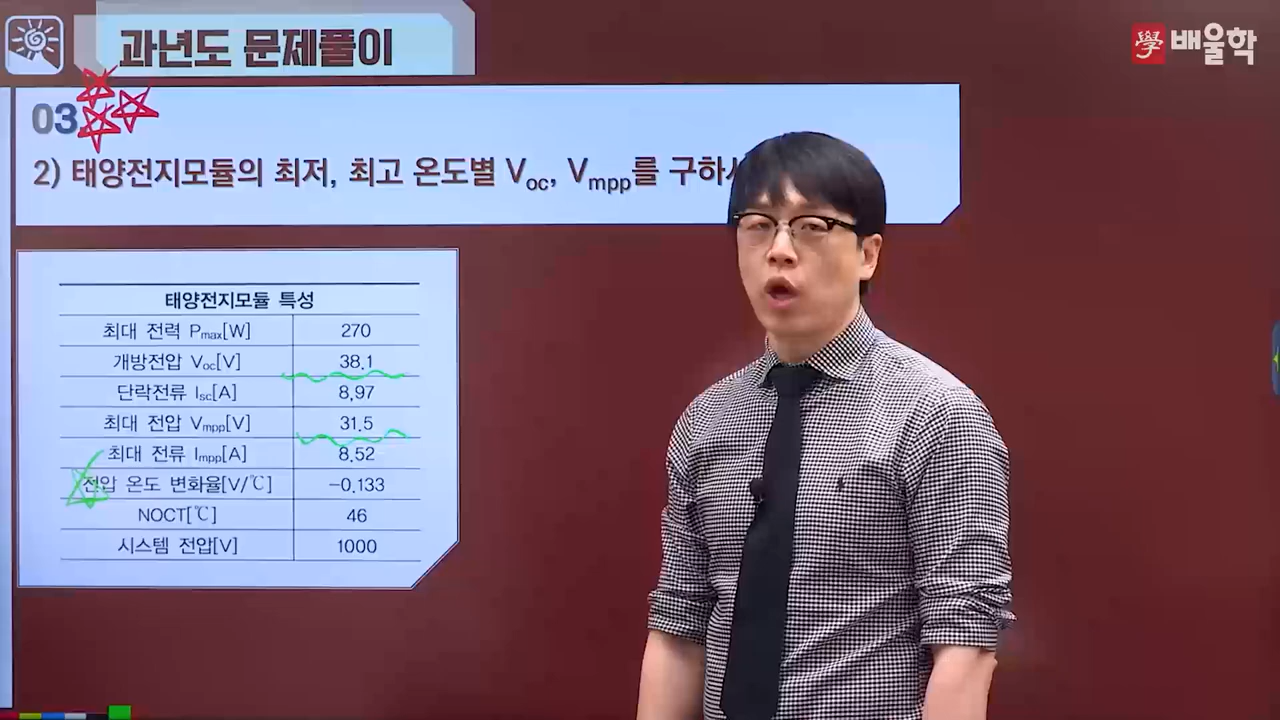 과년도 문제풀이
學 배울학
03
2) 태양전지모듈의 최저, 최고 온도별 Voc, Vmpp를 구하
태양전지모듈 특성
최대 전력 Pmax[W] 270
개방전압 Voc[V] 38.1
단락전류 Isc[A] 8.97
최대 전압 Vmpp[V] 31.5
최대 전류 Impp[A] 8.52
전압 온도 변화율[V/℃] -0.133
NOCT[℃] 46
시스템 전압[V] 1000